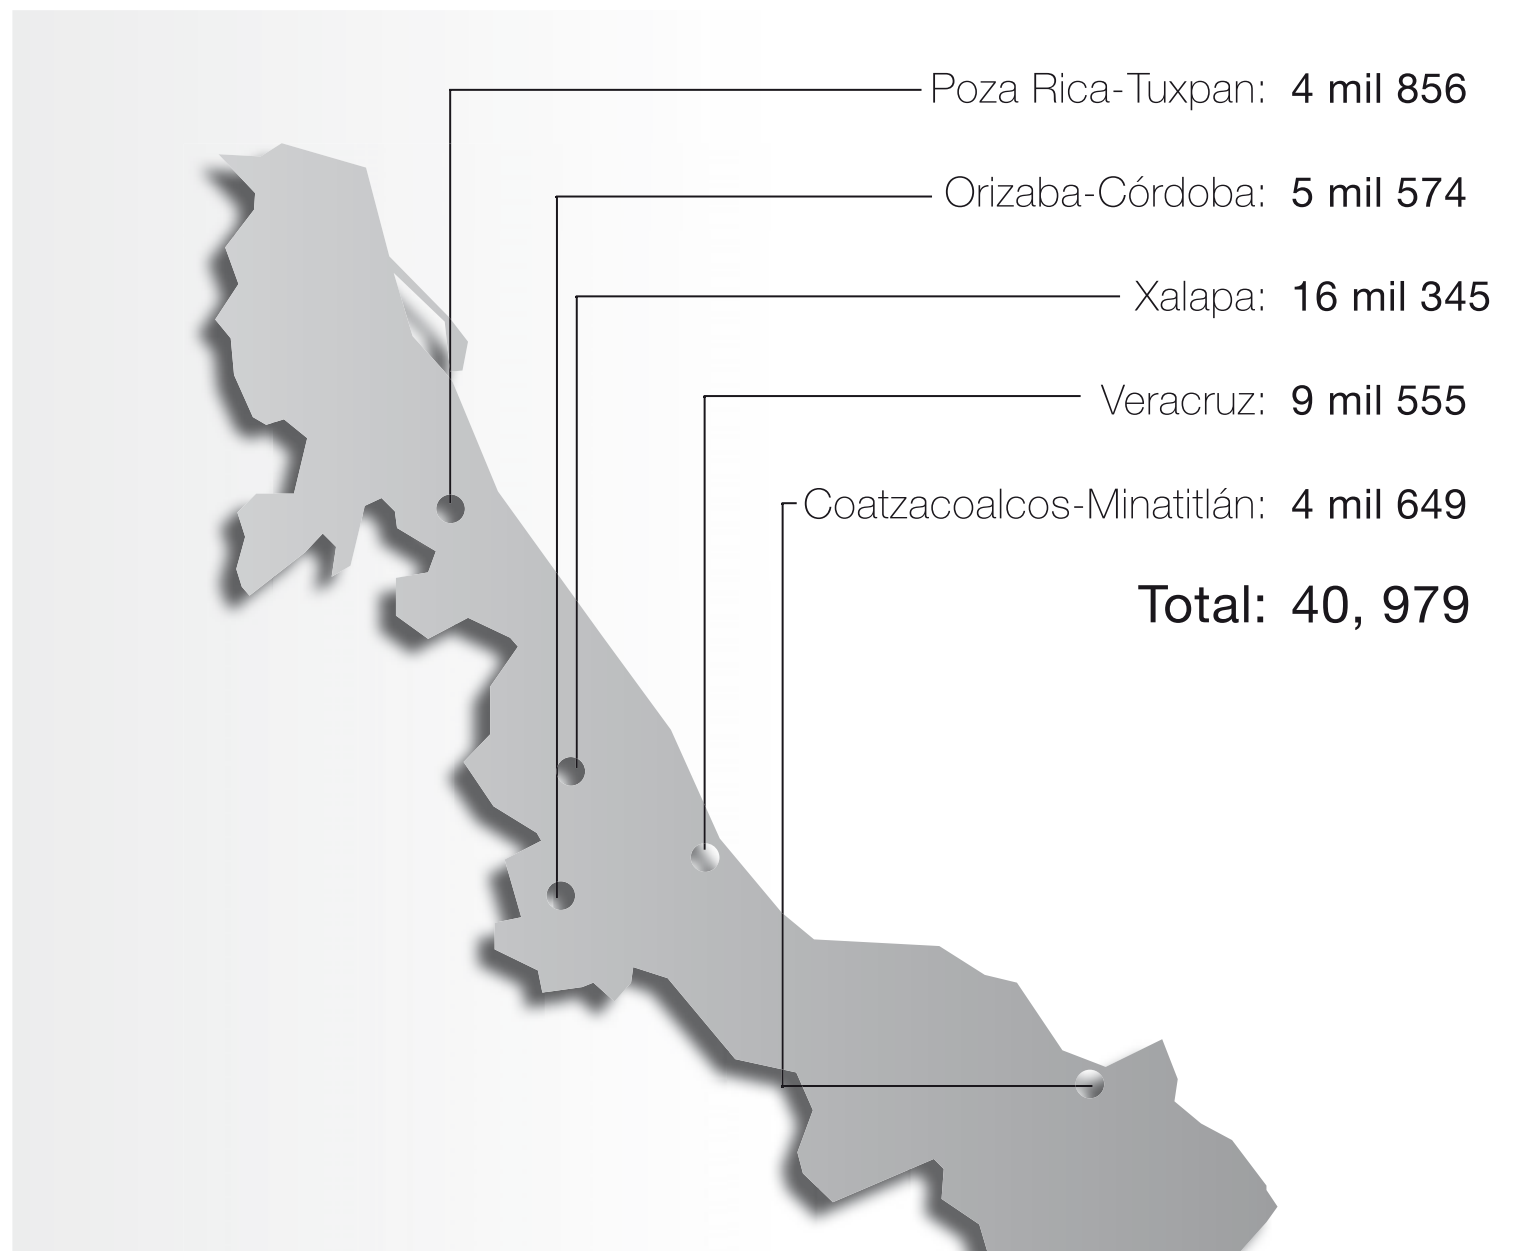 Poza Rica-Tuxpan: 4 mil 856
Orizaba-Córdoba: 5 mil 574
Xalapa: 16 mil 345
Veracruz: 9 mil 555
Coatzacoalcos-Minatitlán: 4 mil 649
Total: 40, 979